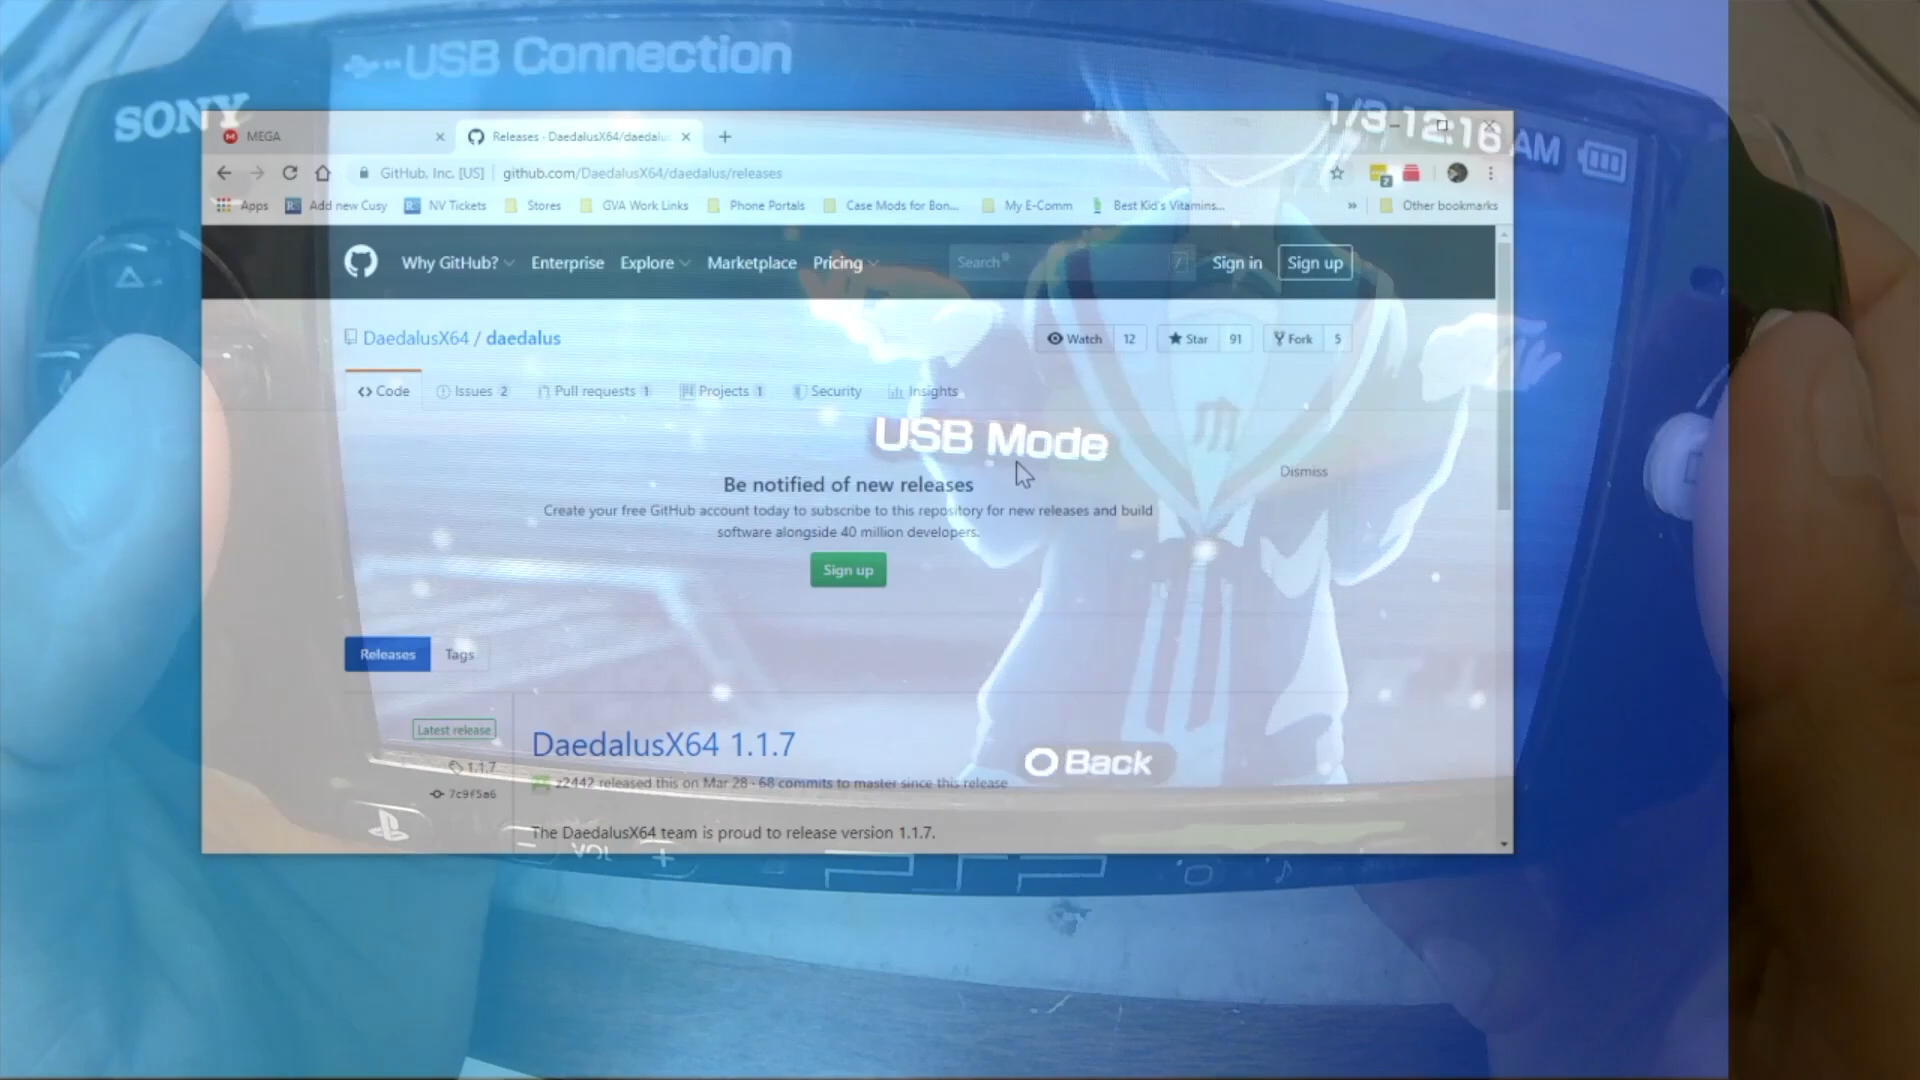 USB Connection
SONY
1/3 12:16 AM
MEGA
Releases · DaedalusX64/daedalu
GitHub, Inc. [US]
github.com/DaedalusX64/daedalus/releases
2
Apps
Add new Cusy
NV Tickets
Stores
GVA Work Links
Phone Portals
Case Mods for Bon...
My E-Comm
Best Kid's Vitamins...
»
Other bookmarks
Why GitHub?
Enterprise
Explore
Marketplace
Pricing
Search
/
Sign in
Sign up
DaedalusX64 / daedalus
Watch 12
Star 91
Fork 5
Code
Issues 2
Pull requests 1
Projects 1
Security
Insights
USB Mode
Dismiss
Be notified of new releases
Create your free GitHub account today to subscribe to this repository for new releases and build
software alongside 40 million developers.
Sign up
Releases
Tags
Latest release
DaedalusX64 1.1.7
Back
1.1.7
z2442 released this on Mar 28 · 68 commits to master since this release
7c9f5a6
The DaedalusX64 team is proud to release version 1.1.7.
VOL